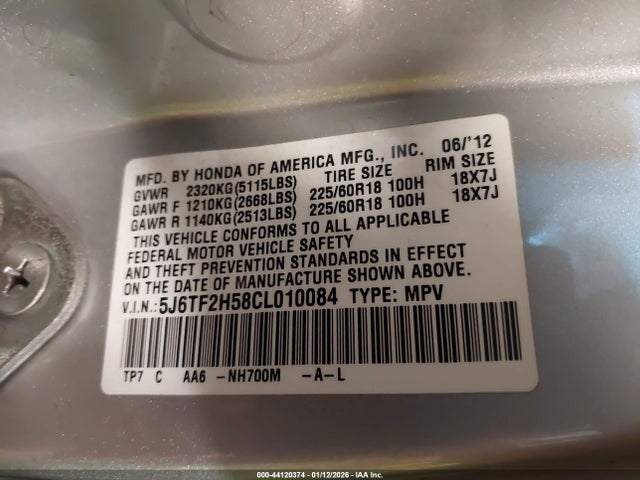 MFD. BY HONDA OF AMERICA MFG., INC. 06/'12
GVWR 2320KG(5115LBS) TIRE SIZE RIM SIZE
GAWR F 1210KG(2668LBS) 225/60R18 100H 18X7J
GAWR R 1140KG(2513LBS) 225/60R18 100H 18X7J
THIS VEHICLE CONFORMS TO ALL APPLICABLE
FEDERAL MOTOR VEHICLE SAFETY
AND THEFT PREVENTION STANDARDS IN EFFECT
ON THE DATE OF MANUFACTURE SHOWN ABOVE.
V.I.N.: 5J6TF2H58CL010084 TYPE: MPV
TP7 C AA6 -NH700M -A-L
000-44120374 - 01/12/2026 - IAA Inc.